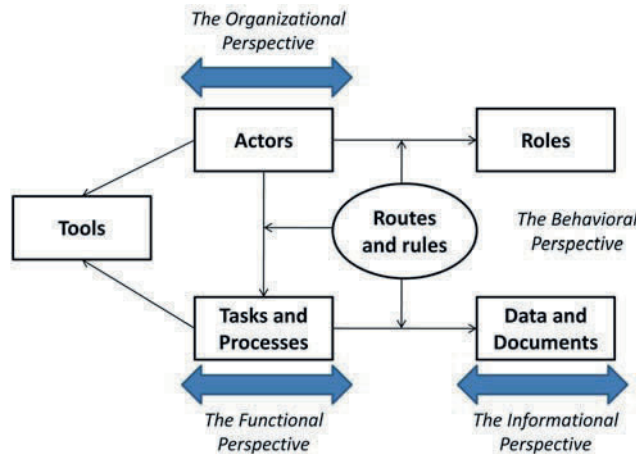 The Organizational
Perspective
Actors
Roles
Tools
Routes
and rules
The Behavioral
Perspective
Tasks and
Processes
Data and
Documents
The Functional
Perspective
The Informational
Perspective